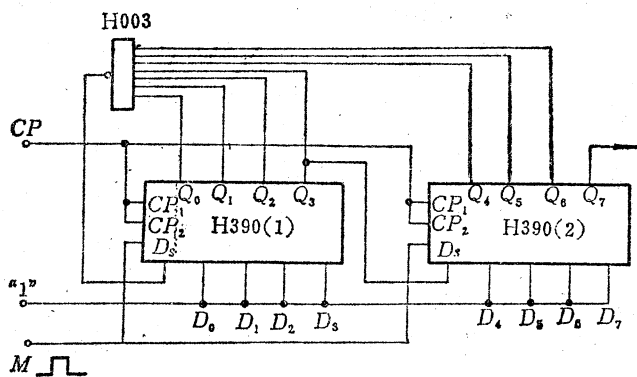 H003
CP
Q₀ Q₁ Q₂ Q₃
Q₄ Q₅ Q₆ Q₇
CP₁
CP₂
Dₛ
H390(1)
CP₁
CP₂
Dₛ
H390(2)
“1”
D₀ D₁ D₂ D₃
D₄ D₅ D₆ D₇
M